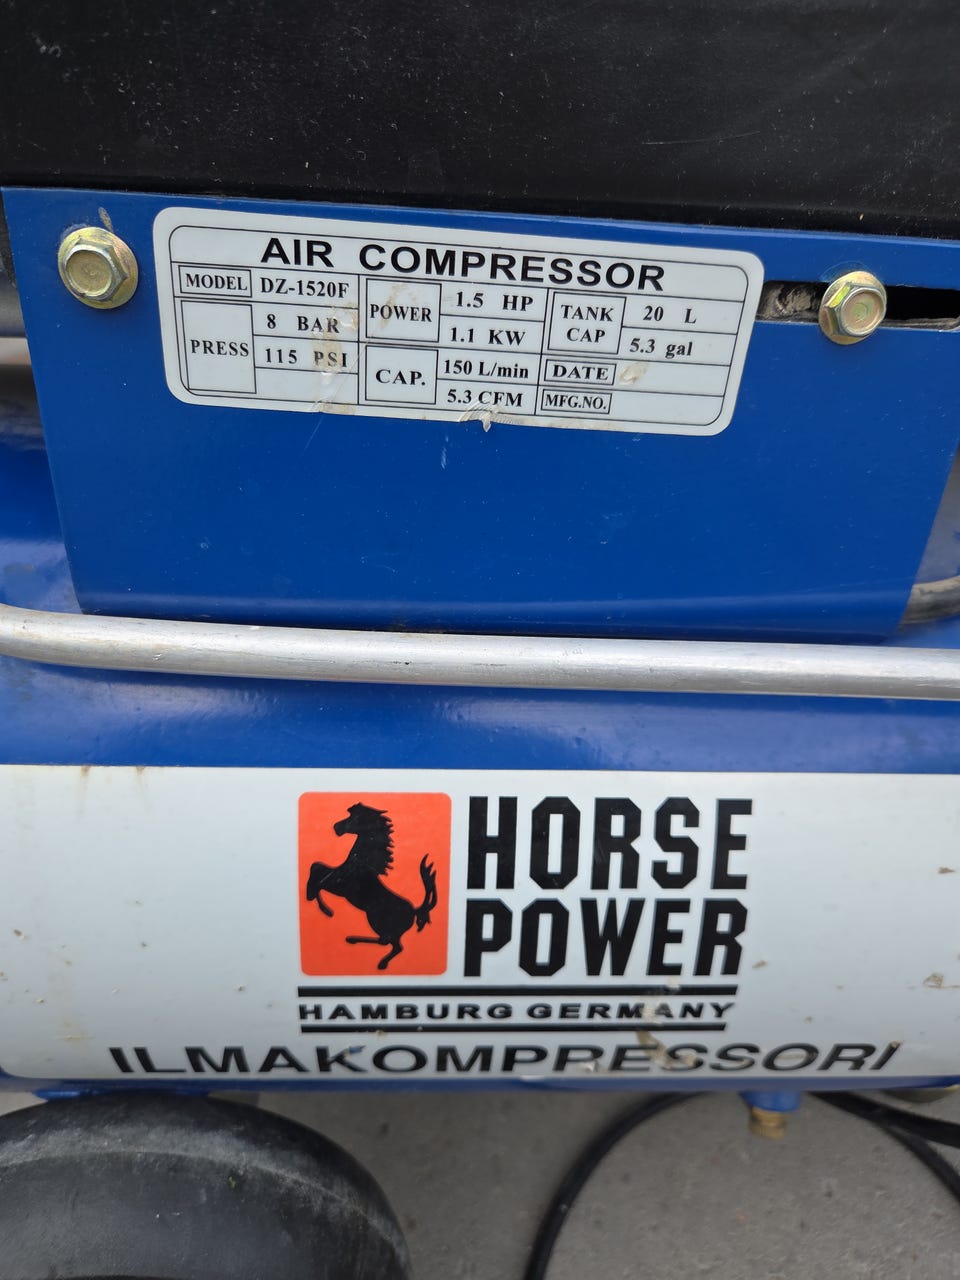 AIR COMPRESSOR
MODEL DZ-1520F
PRESS
8 BAR
115 PSI
POWER
1.5 HP
1.1 KW
CAP.
150 L/min
5.3 CFM
TANK CAP
20 L
5.3 gal
DATE
MFG.NO.
HORSE
POWER
HAMBURG GERMANY
ILMAKOMPRESSORI